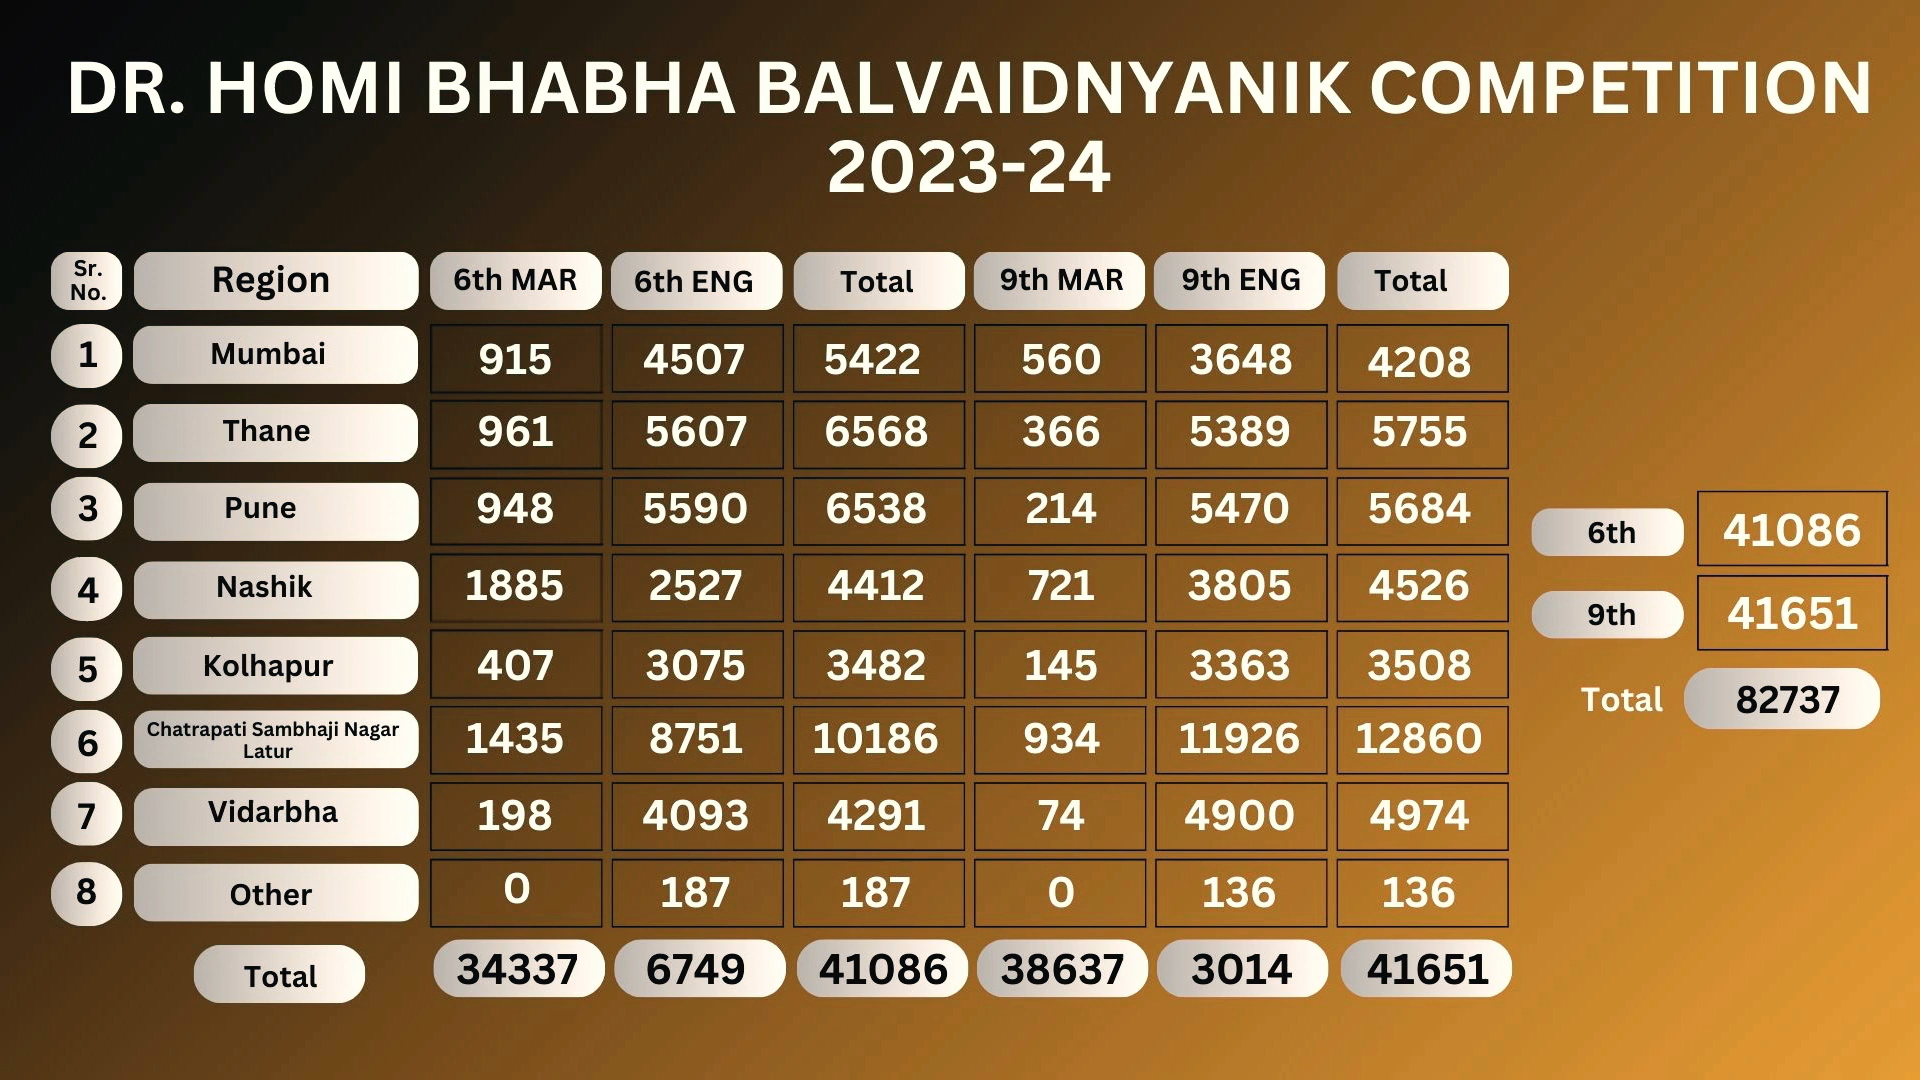 DR. HOMI BHABHA BALVAIDNYANIK COMPETITION
2023-24
Sr. No. Region 6th MAR 6th ENG Total 9th MAR 9th ENG Total
1 Mumbai 915 4507 5422 560 3648 4208
2 Thane 961 5607 6568 366 5389 5755
3 Pune 948 5590 6538 214 5470 5684
4 Nashik 1885 2527 4412 721 3805 4526
5 Kolhapur 407 3075 3482 145 3363 3508
6 Chatrapati Sambhaji Nagar Latur 1435 8751 10186 934 11926 12860
7 Vidarbha 198 4093 4291 74 4900 4974
8 Other 0 187 187 0 136 136
Total 34337 6749 41086 38637 3014 41651
6th 41086
9th 41651
Total 82737